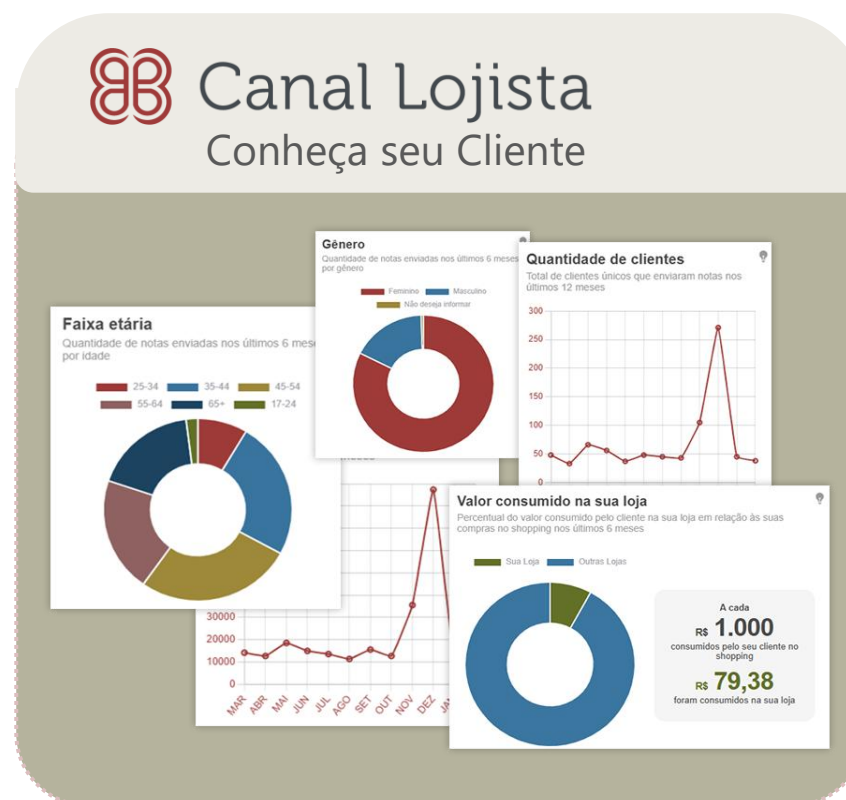 Canal Lojista
Conheça seu Cliente
Gênero
Quantidade de notas enviadas nos últimos 6 meses
por gênero
Feminino Masculino
Não deseja informar
Quantidade de clientes
Total de clientes únicos que enviaram notas nos
últimos 12 meses
300
250
200
150
100
50
0
Faixa etária
Quantidade de notas enviadas nos últimos 6
por idade
25-34 35-44 45-54
55-64 65+ 17-24
30000
20000
10000
0
MAR ABR MAI JUN JUL AGO SET OUT NOV DEZ
Valor consumido na sua loja
Percentual do valor consumido pelo cliente na sua loja em relação às suas
compras no shopping nos últimos 6 meses
Sua Loja Outras Lojas
A cada
R$ 1.000
consumidos pelo seu cliente no
shopping
R$ 79,38
foram consumidos na sua loja